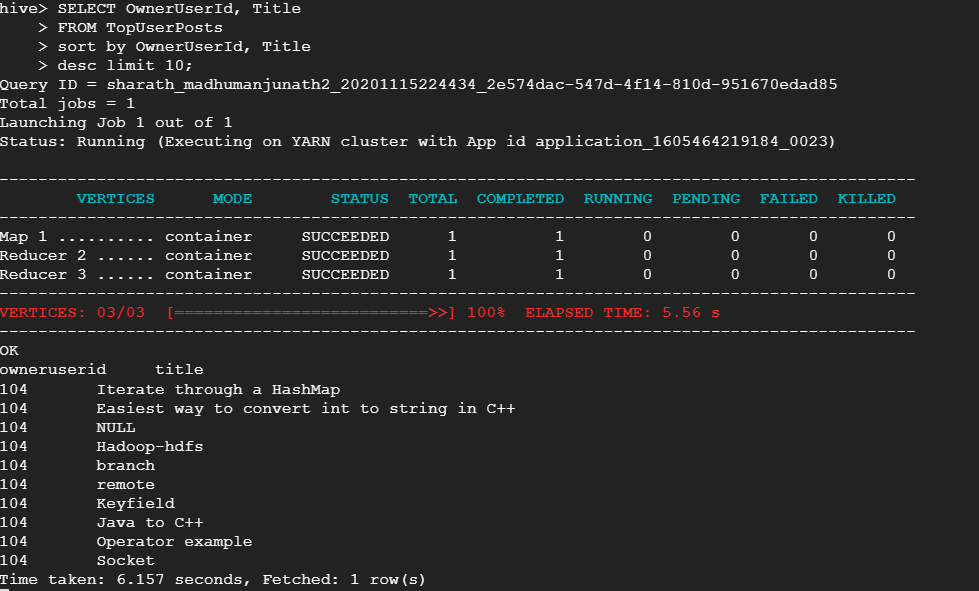 hive> SELECT OwnerUserId, Title
    > FROM TopUserPosts
    > sort by OwnerUserId, Title
    > desc limit 10;
Query ID = sharath_madhumanjunath2_20201115224434_2e574dac-547d-4f14-810d-951670edad85
Total jobs = 1
Launching Job 1 out of 1
Status: Running (Executing on YARN cluster with App id application_1605464219184_0023)
----------------------------------------------------------------------------------------------
        VERTICES      MODE        STATUS  TOTAL  COMPLETED  RUNNING  PENDING  FAILED  KILLED
----------------------------------------------------------------------------------------------
Map 1 .......... container     SUCCEEDED      1          1        0        0       0       0
Reducer 2 ...... container     SUCCEEDED      1          1        0        0       0       0
Reducer 3 ...... container     SUCCEEDED      1          1        0        0       0       0
----------------------------------------------------------------------------------------------
VERTICES: 03/03  [==========================>>] 100%  ELAPSED TIME: 5.56 s
----------------------------------------------------------------------------------------------
OK
owneruserid     title
104       Iterate through a HashMap
104       Easiest way to convert int to string in C++
104       NULL
104       Hadoop-hdfs
104       branch
104       remote
104       Keyfield
104       Java to C++
104       Operator example
104       Socket
Time taken: 6.157 seconds, Fetched: 1 row(s)